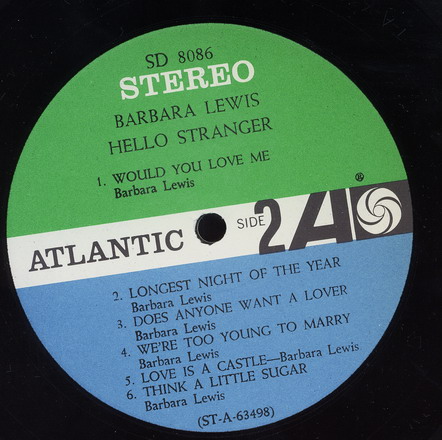 SD 8086
STEREO
BARBARA LEWIS
HELLO STRANGER
1. WOULD YOU LOVE ME
Barbara Lewis
®
ATLANTIC SIDE 2 A
2. LONGEST NIGHT OF THE YEAR
Barbara Lewis
3. DOES ANYONE WANT A LOVER
Barbara Lewis
4. WE'RE TOO YOUNG TO MARRY
Barbara Lewis
5. LOVE IS A CASTLE—Barbara Lewis
6. THINK A LITTLE SUGAR
Barbara Lewis
(ST-A-63498)